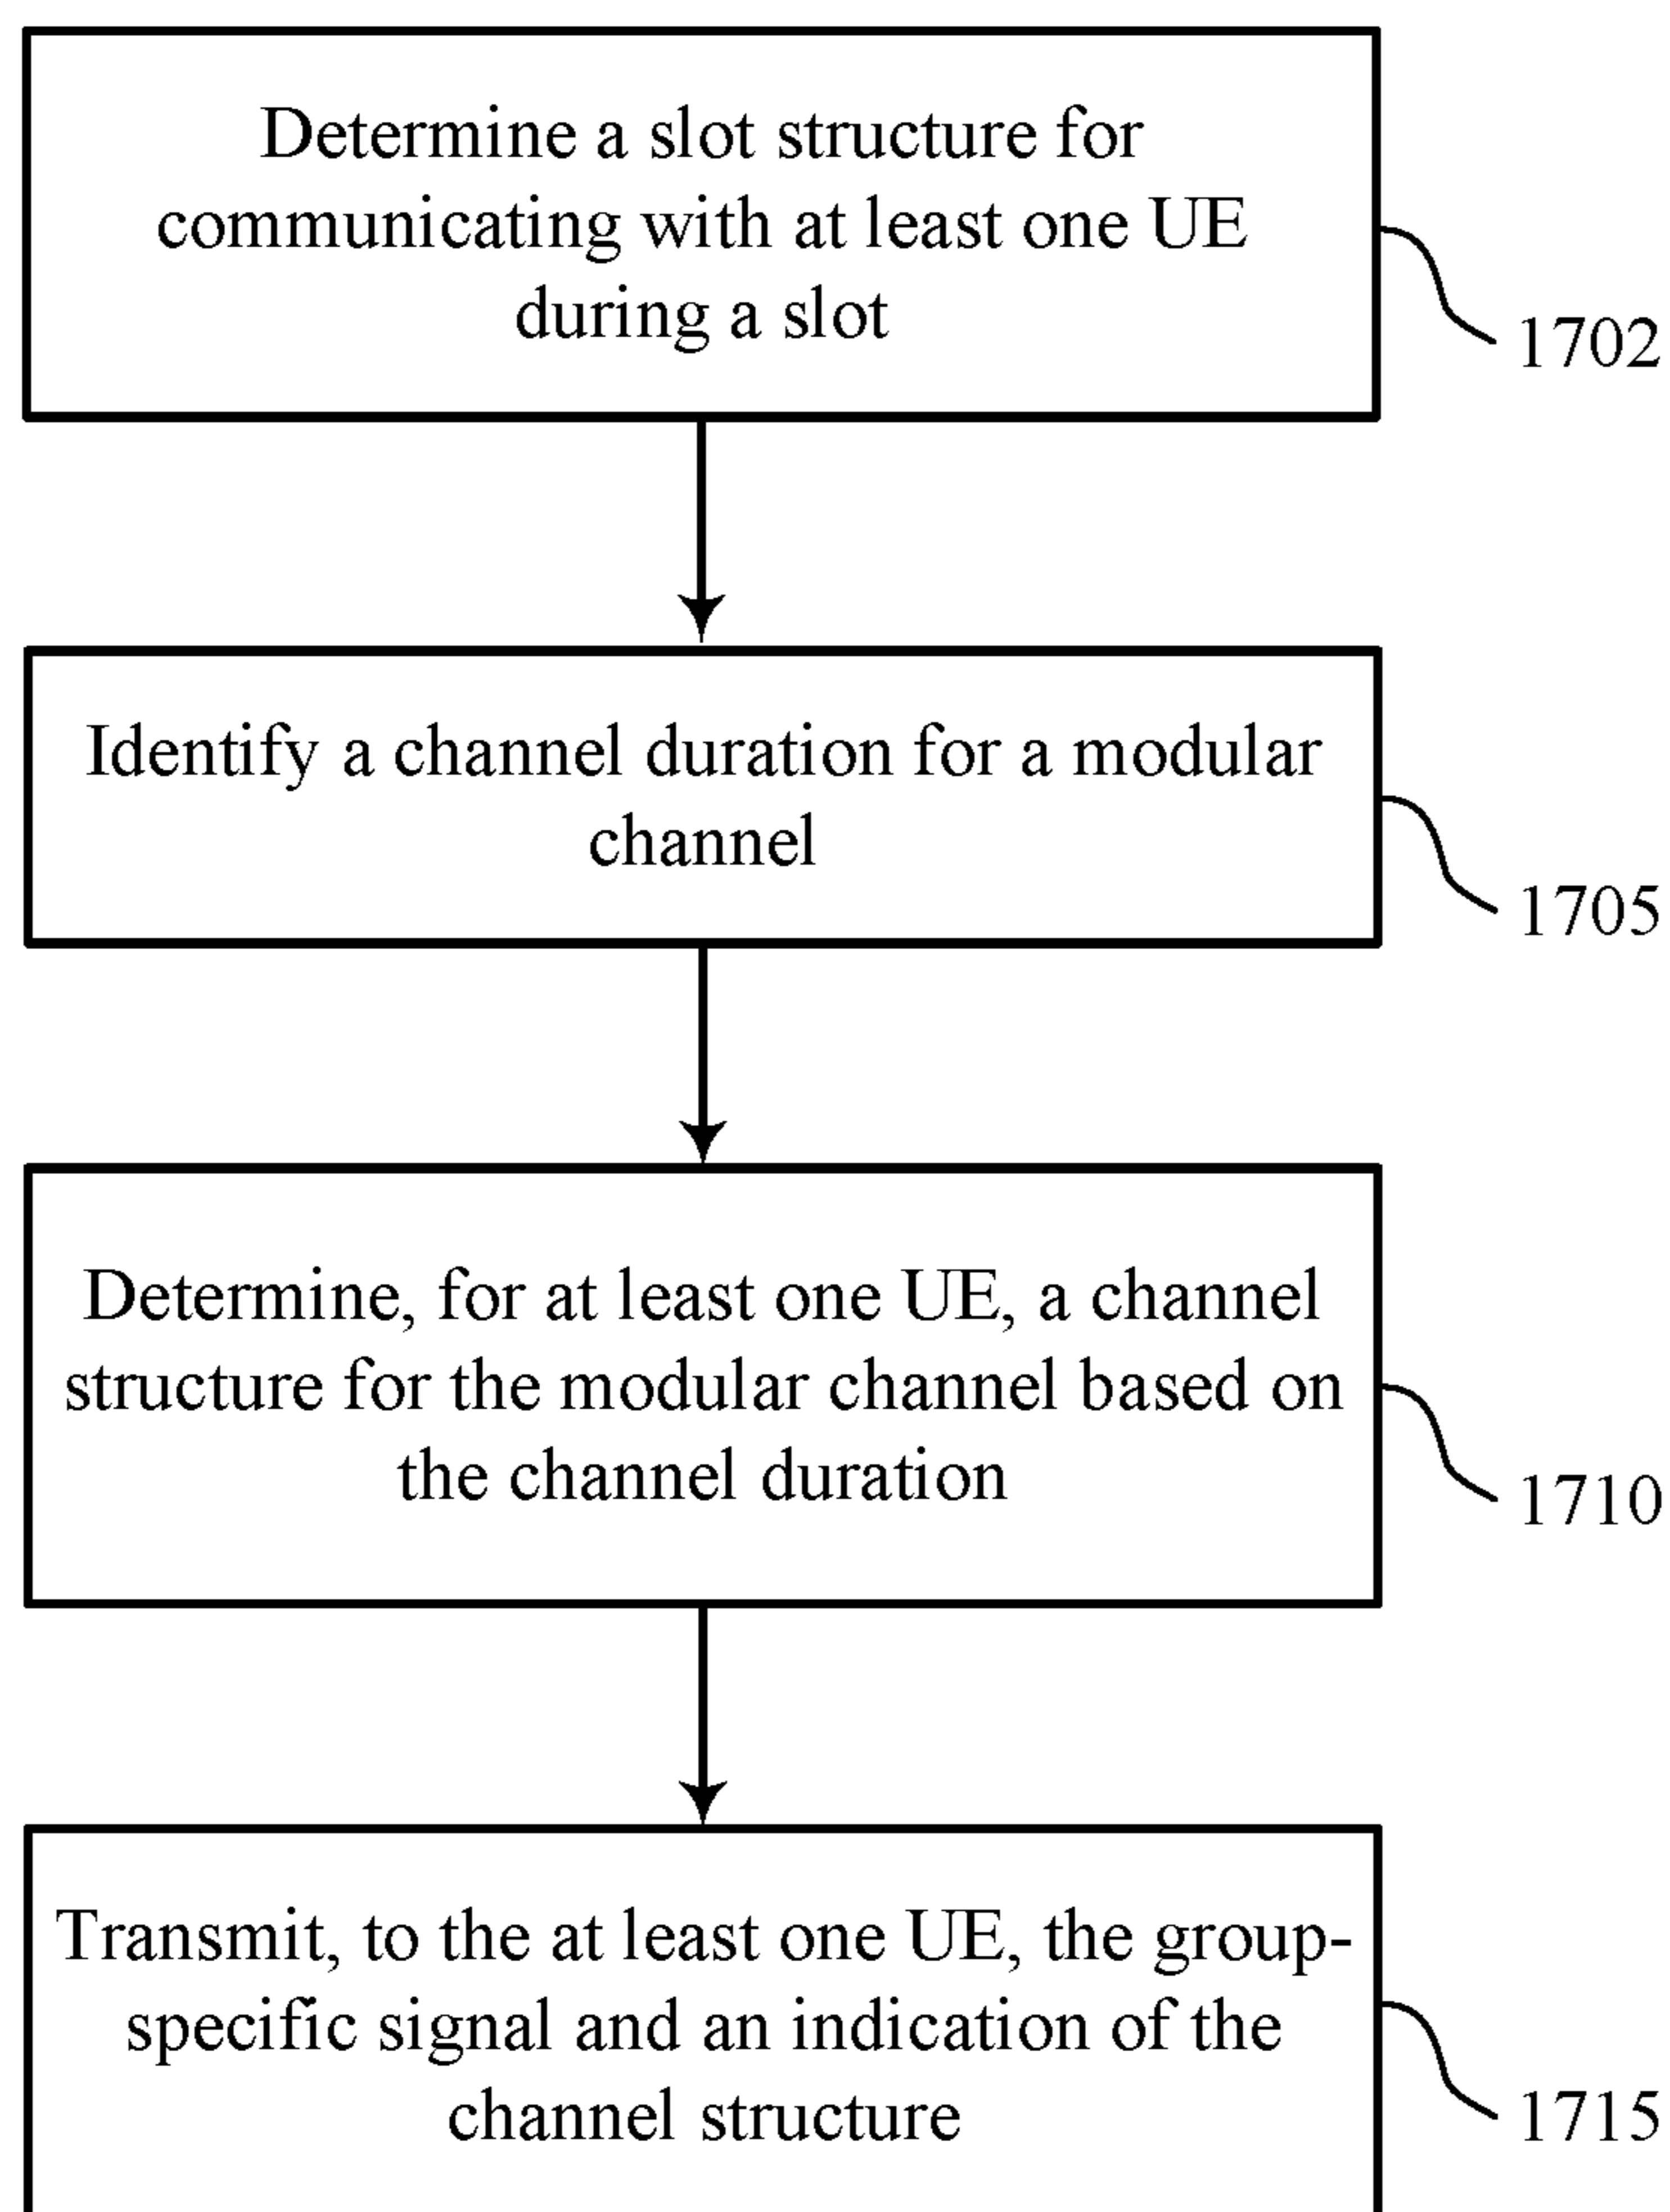 Determine a slot structure for
communicating with at least one UE
during a slot
1702
Identify a channel duration for a modular
channel
1705
Determine, for at least one UE, a channel
structure for the modular channel based on
the channel duration
1710
Transmit, to the at least one UE, the group-
specific signal and an indication of the
channel structure
1715